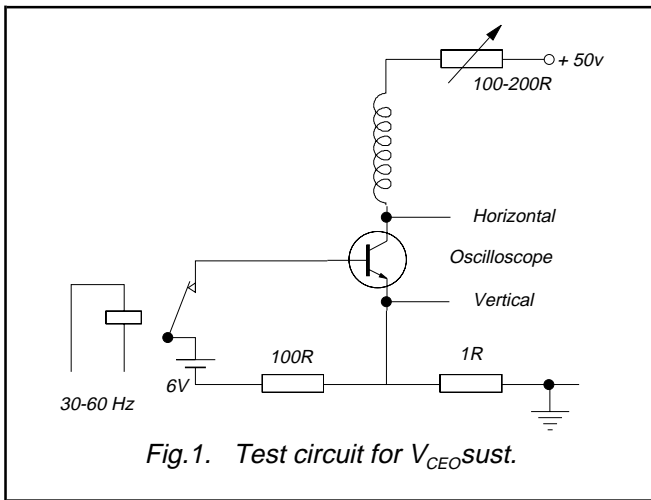 + 50v
100-200R
Horizontal
Oscilloscope
Vertical
100R
1R
6V
30-60 Hz
Fig.1. Test circuit for VCEOsust.